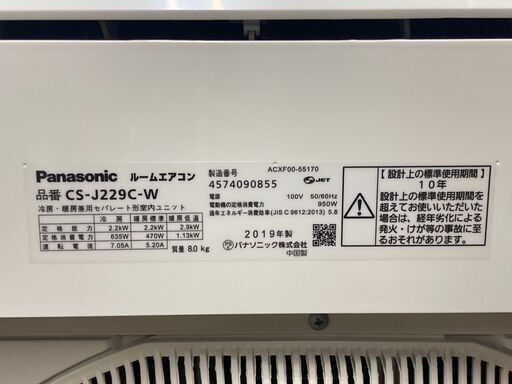 Panasonic ルームエアコン
品番 CS-J229C-W
冷房・暖房兼用セパレート形室内ユニット
冷房 暖房標準 暖房低温
定格能力 2.2kW 2.2kW 2.9kW
定格消費電力 635W 470W 1.13kW
運転電流 7.05A 5.20A
質量 8.0 kg
ACXF00-55170
製造番号
4574090855
JET
電源 100V 50/60Hz
電動機の定格消費電力 950W
通年エネルギー消費効率(JIS C 9612:2013) 5.8
2019年製
パナソニック株式会社
中国製
【設計上の標準使用期間】
10年
設計上の標準使用期間を
超えてお使いいただいた
場合は、経年劣化による
発火・けが等の事故に至
るおそれがあります。